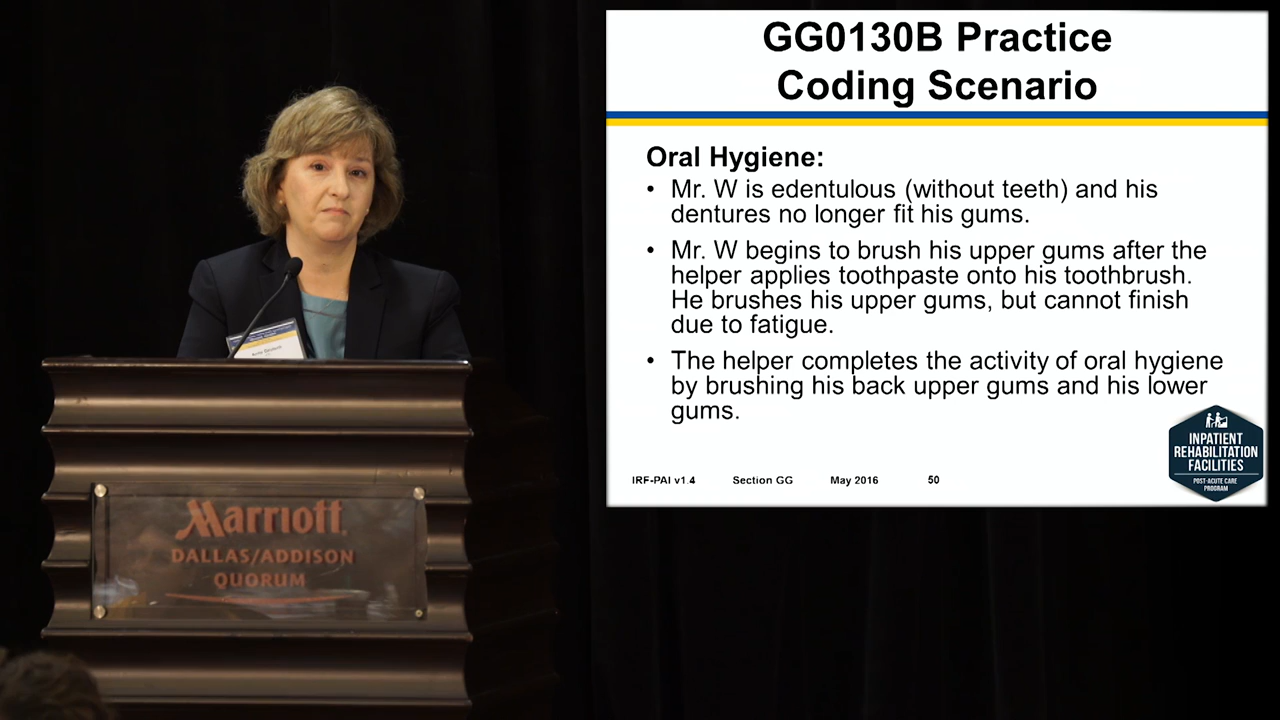 GG0130B Practice
Coding Scenario
Oral Hygiene:
• Mr. W is edentulous (without teeth) and his
dentures no longer fit his gums.
• Mr. W begins to brush his upper gums after the
helper applies toothpaste onto his toothbrush.
He brushes his upper gums, but cannot finish
due to fatigue.
• The helper completes the activity of oral hygiene
by brushing his back upper gums and his lower
gums.
INPATIENT
REHABILITATION
FACILITIES
POST-ACUTE CARE
PROGRAM
IRF-PAI v1.4 Section GG May 2016 50
Marriott
DALLAS/ADDISON
QUORUM